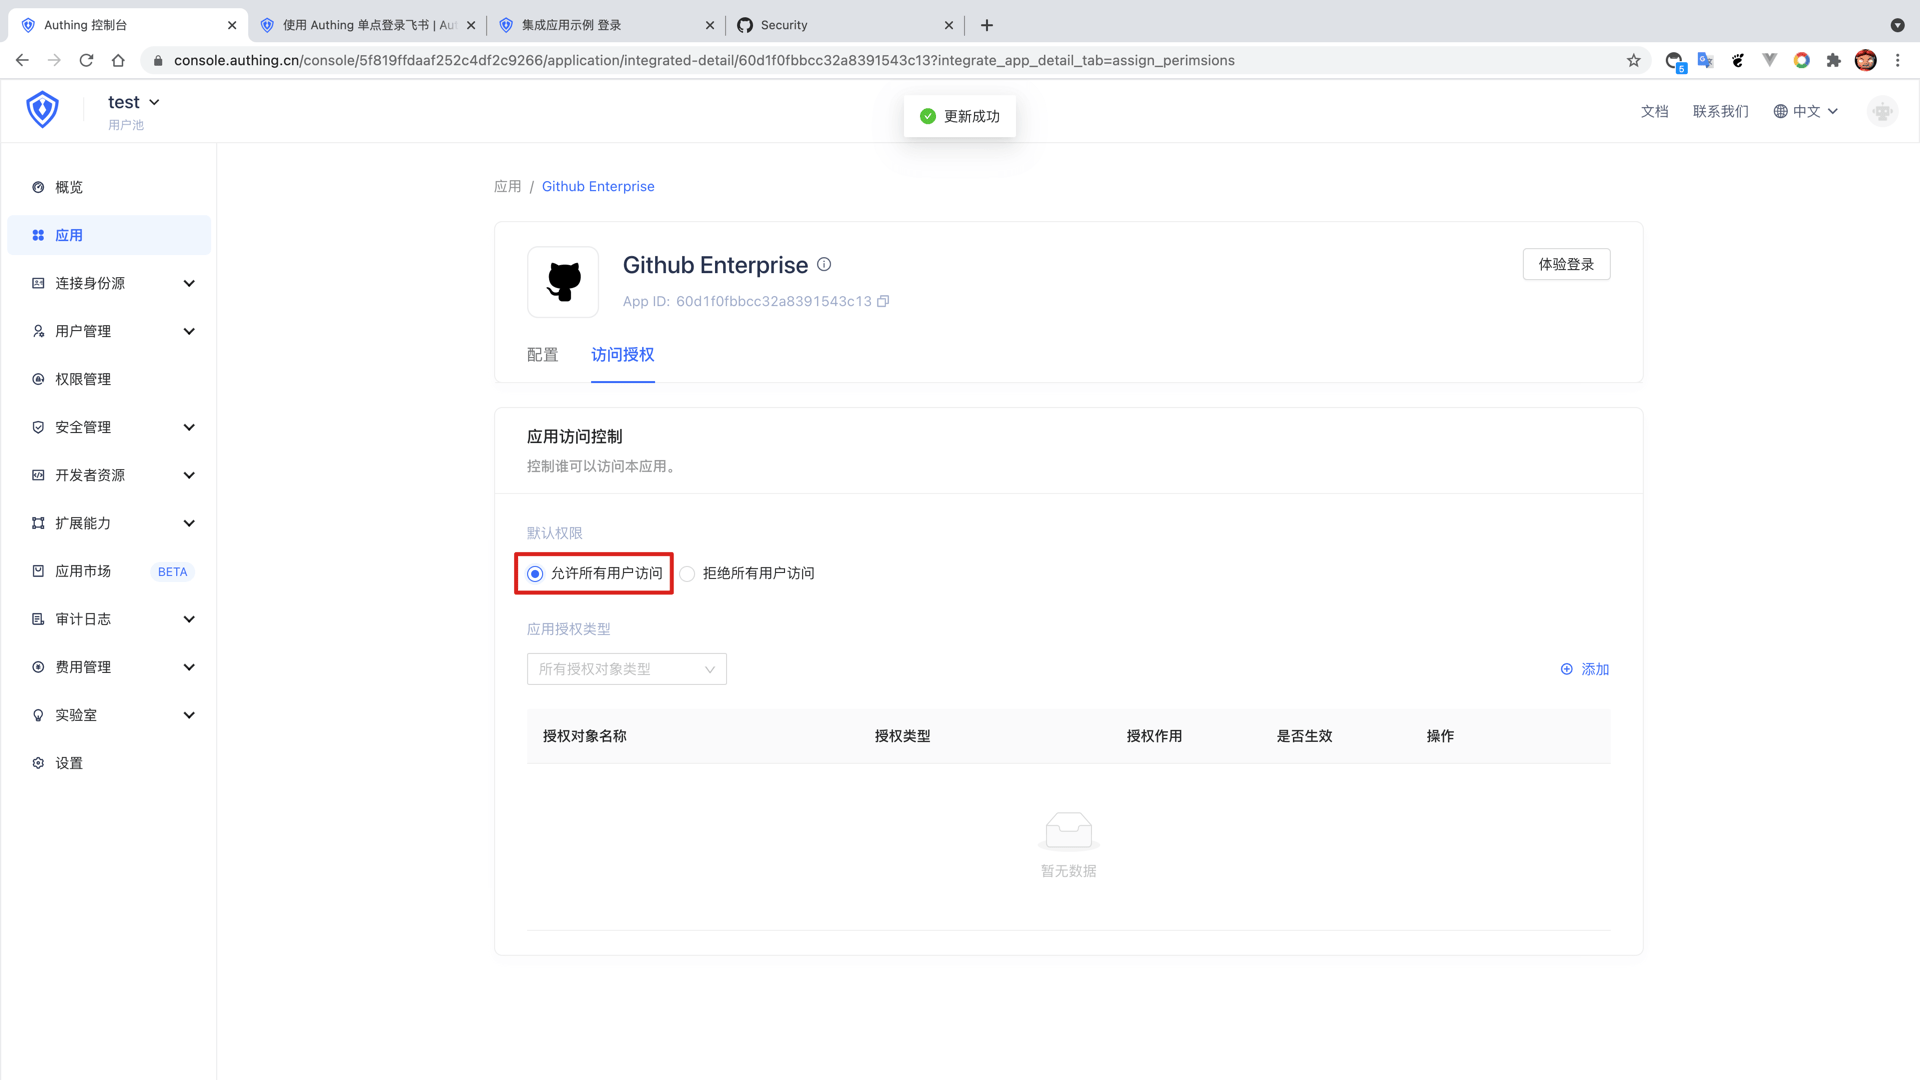 Authing 控制台
使用 Authing 单点登录飞书 | Aut
集成应用示例 登录
Security
console.authing.cn/console/5f819ffdaaf252c4df2c9266/application/integrated-detail/60d1f0fbbcc32a8391543c13?integrate_app_detail_tab=assign_perimsions
5
test
用户池
更新成功
文档
联系我们
中文
概览
应用
连接身份源
用户管理
权限管理
安全管理
开发者资源
扩展能力
应用市场 BETA
审计日志
费用管理
实验室
设置
应用 / Github Enterprise
Github Enterprise
体验登录
App ID: 60d1f0fbbcc32a8391543c13
配置
访问授权
应用访问控制
控制谁可以访问本应用。
默认权限
允许所有用户访问
拒绝所有用户访问
应用授权类型
所有授权对象类型
添加
授权对象名称
授权类型
授权作用
是否生效
操作
暂无数据